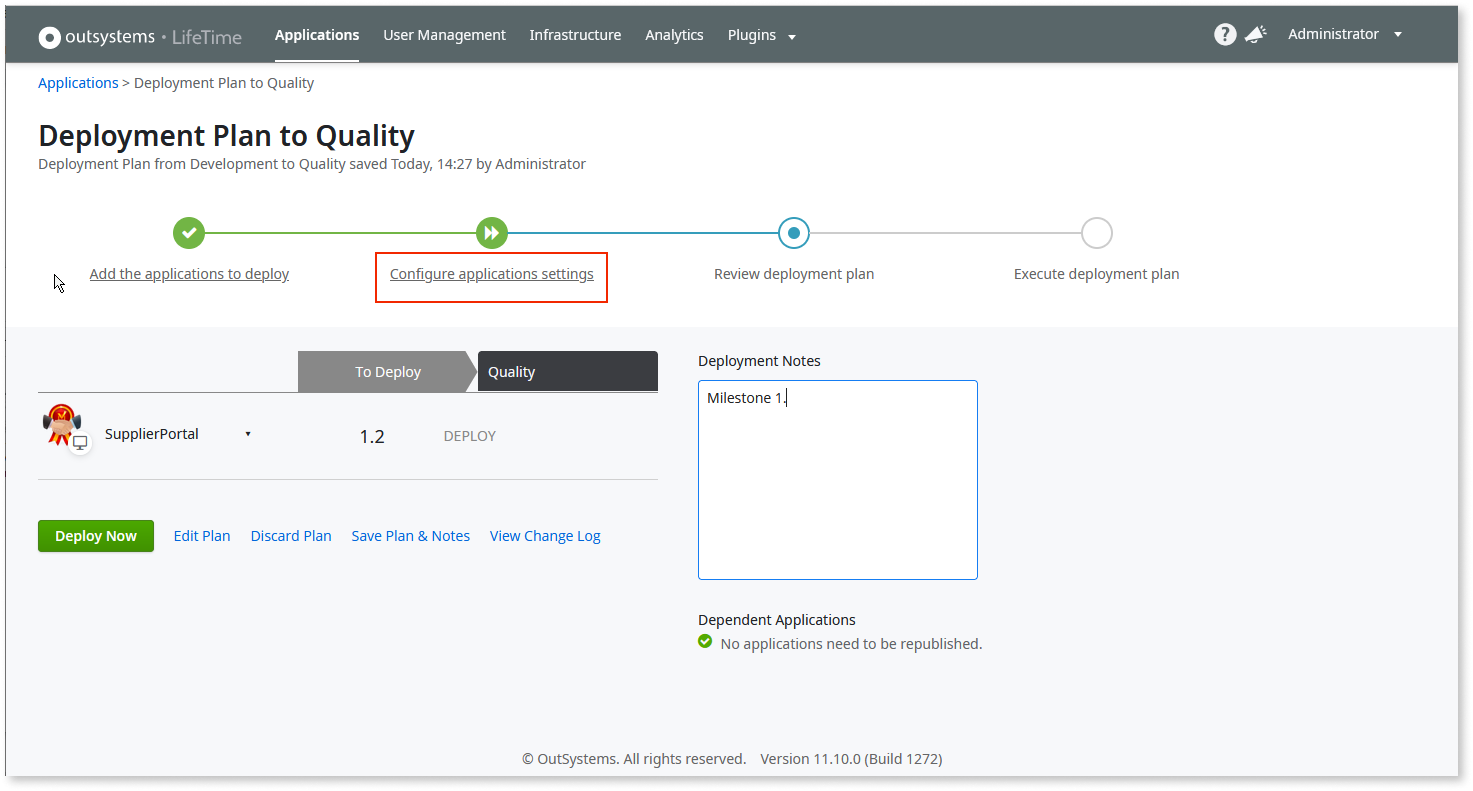 outsystems • LifeTime Applications User Management Infrastructure Analytics Plugins ? Administrator
Applications > Deployment Plan to Quality
Deployment Plan to Quality
Deployment Plan from Development to Quality saved Today, 14:27 by Administrator
Add the applications to deploy Configure applications settings Review deployment plan Execute deployment plan
To Deploy Quality
SupplierPortal 1.2 DEPLOY
Deploy Now Edit Plan Discard Plan Save Plan & Notes View Change Log
Deployment Notes
Milestone 1.
Dependent Applications
No applications need to be republished.
© OutSystems. All rights reserved. Version 11.10.0 (Build 1272)